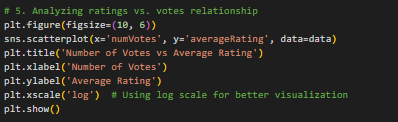 # 5. Analyzing ratings vs. votes relationship
plt.figure(figsize=(10, 6))
sns.scatterplot(x='numVotes', y='averageRating', data=data)
plt.title('Number of Votes vs Average Rating')
plt.xlabel('Number of Votes')
plt.ylabel('Average Rating')
plt.xscale('log')  # Using log scale for better visualization
plt.show()